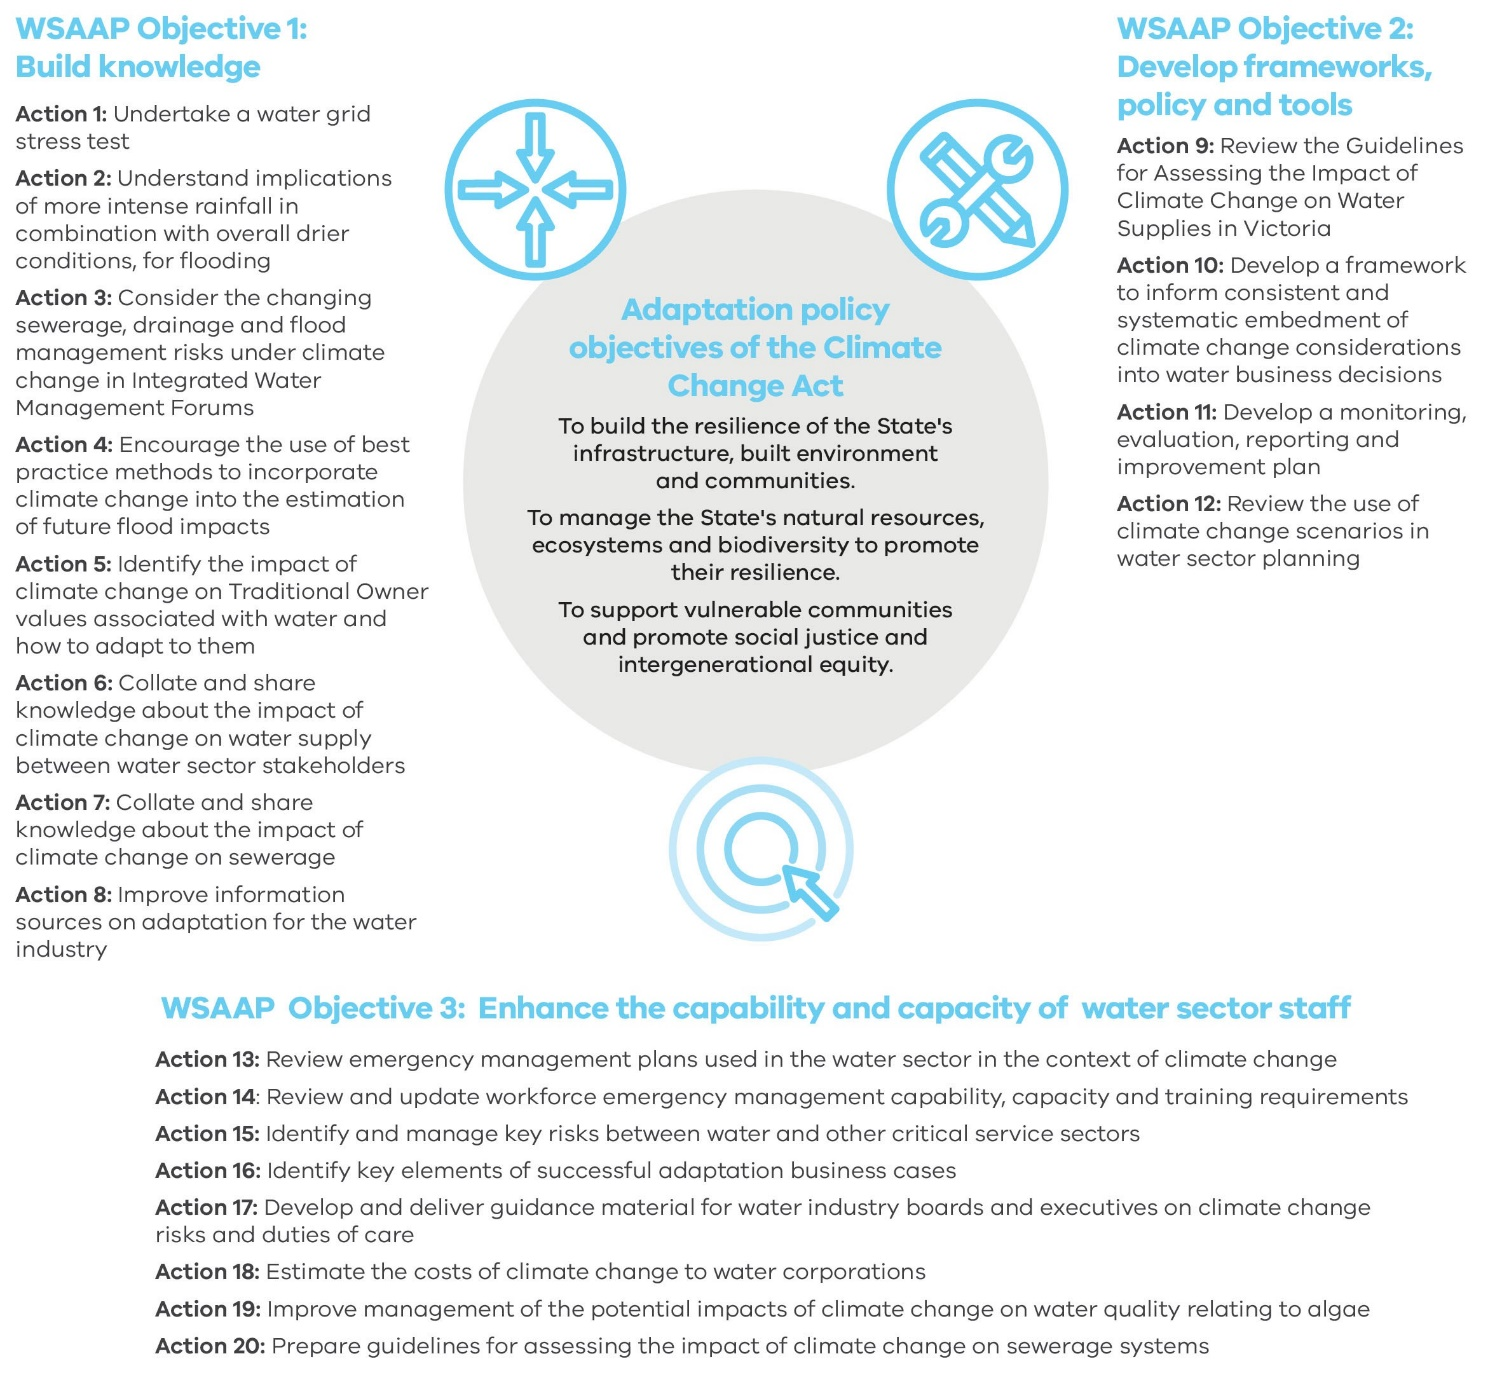 WSAAP Objective 1:
Build knowledge
Action 1: Undertake a water grid
stress test
Action 2: Understand implications
of more intense rainfall in
combination with overall drier
conditions, for flooding
Action 3: Consider the changing
sewerage, drainage and flood
management risks under climate
change in Integrated Water
Management Forums
Action 4: Encourage the use of best
practice methods to incorporate
climate change into the estimation
of future flood impacts
Action 5: Identify the impact of
climate change on Traditional Owner
values associated with water and
how to adapt to them
Action 6: Collate and share
knowledge about the impact of
climate change on water supply
between water sector stakeholders
Action 7: Collate and share
knowledge about the impact of
climate change on sewerage
Action 8: Improve information
sources on adaptation for the water
industry
Adaptation policy
objectives of the Climate
Change Act
To build the resilience of the State's
infrastructure, built environment
and communities.
To manage the State's natural resources,
ecosystems and biodiversity to promote
their resilience.
To support vulnerable communities
and promote social justice and
intergenerational equity.
WSAAP Objective 2:
Develop frameworks,
policy and tools
Action 9: Review the Guidelines
for Assessing the Impact of
Climate Change on Water
Supplies in Victoria
Action 10: Develop a framework
to inform consistent and
systematic embedment of
climate change considerations
into water business decisions
Action 11: Develop a monitoring,
evaluation, reporting and
improvement plan
Action 12: Review the use of
climate change scenarios in
water sector planning
WSAAP Objective 3: Enhance the capability and capacity of water sector staff
Action 13: Review emergency management plans used in the water sector in the context of climate change
Action 14: Review and update workforce emergency management capability, capacity and training requirements
Action 15: Identify and manage key risks between water and other critical service sectors
Action 16: Identify key elements of successful adaptation business cases
Action 17: Develop and deliver guidance material for water industry boards and executives on climate change
risks and duties of care
Action 18: Estimate the costs of climate change to water corporations
Action 19: Improve management of the potential impacts of climate change on water quality relating to algae
Action 20: Prepare guidelines for assessing the impact of climate change on sewerage systems